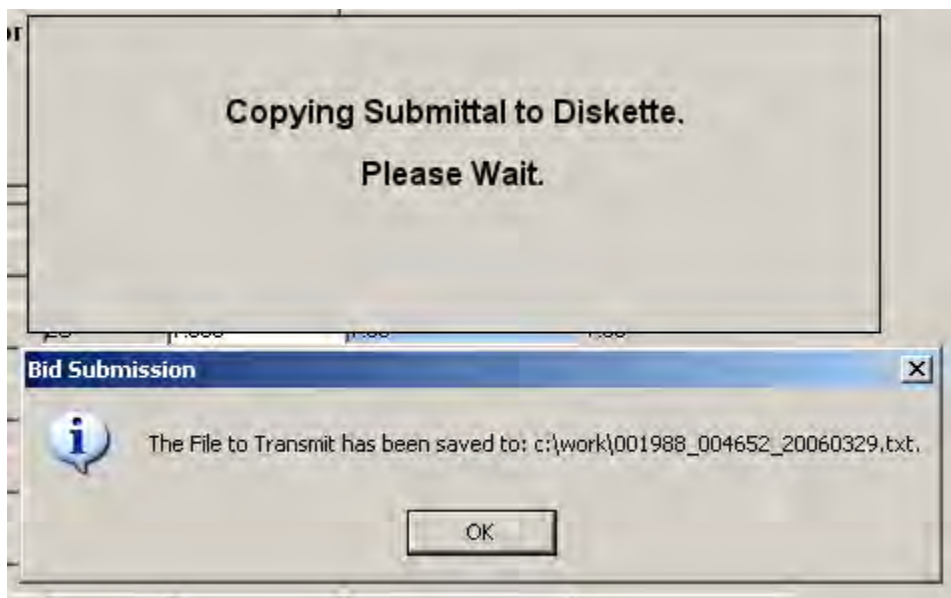 or
Copying Submittal to Diskette.
Please Wait.
Bid Submission
The File to Transmit has been saved to: c:\work\001988_004652_20060329.txt.
OK